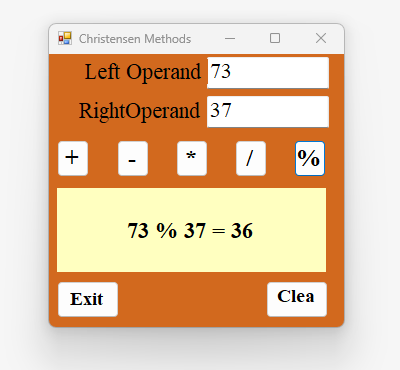 Christensen Methods
Left Operand 73
RightOperand 37
+ - * / %
73 % 37 = 36
Exit Clea